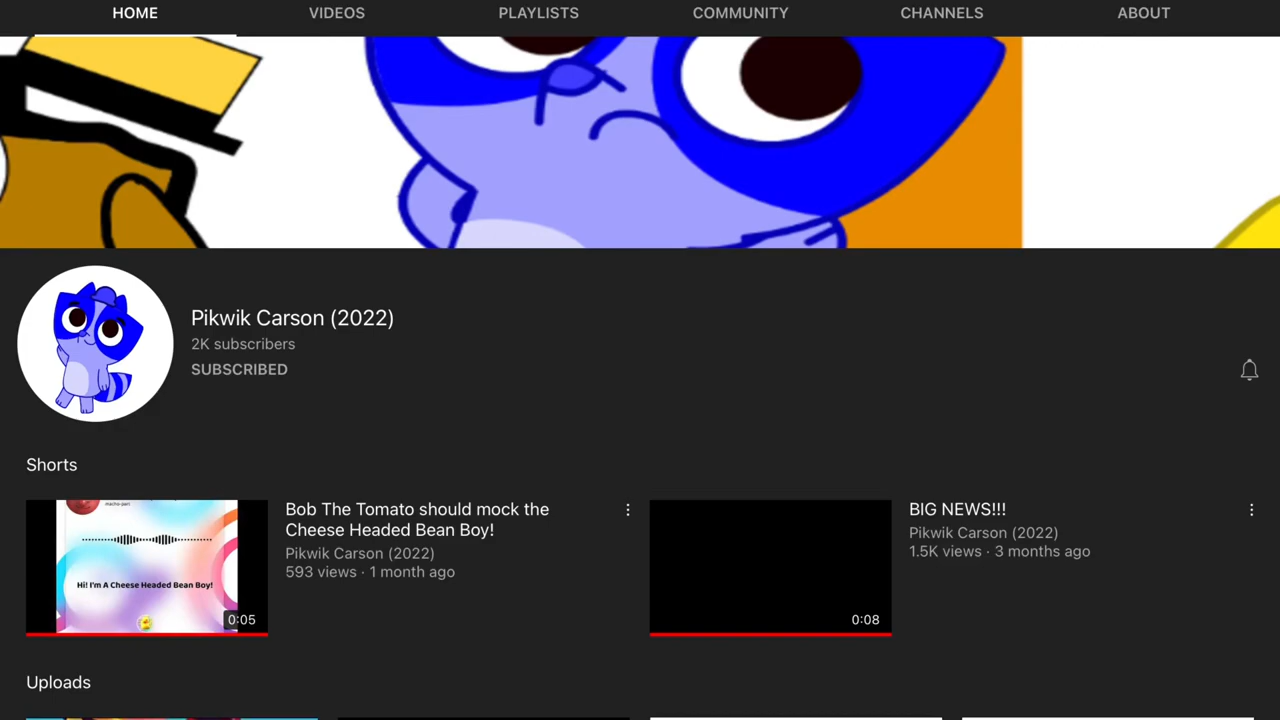 HOME VIDEOS PLAYLISTS COMMUNITY CHANNELS ABOUT
Pikwik Carson (2022)
2K subscribers
SUBSCRIBED
Shorts
Hi! I'm A Cheese Headed Bean Boy!
0:05
Bob The Tomato should mock the
Cheese Headed Bean Boy!
Pikwik Carson (2022)
593 views · 1 month ago
0:08
BIG NEWS!!!
Pikwik Carson (2022)
1.5K views · 3 months ago
Uploads